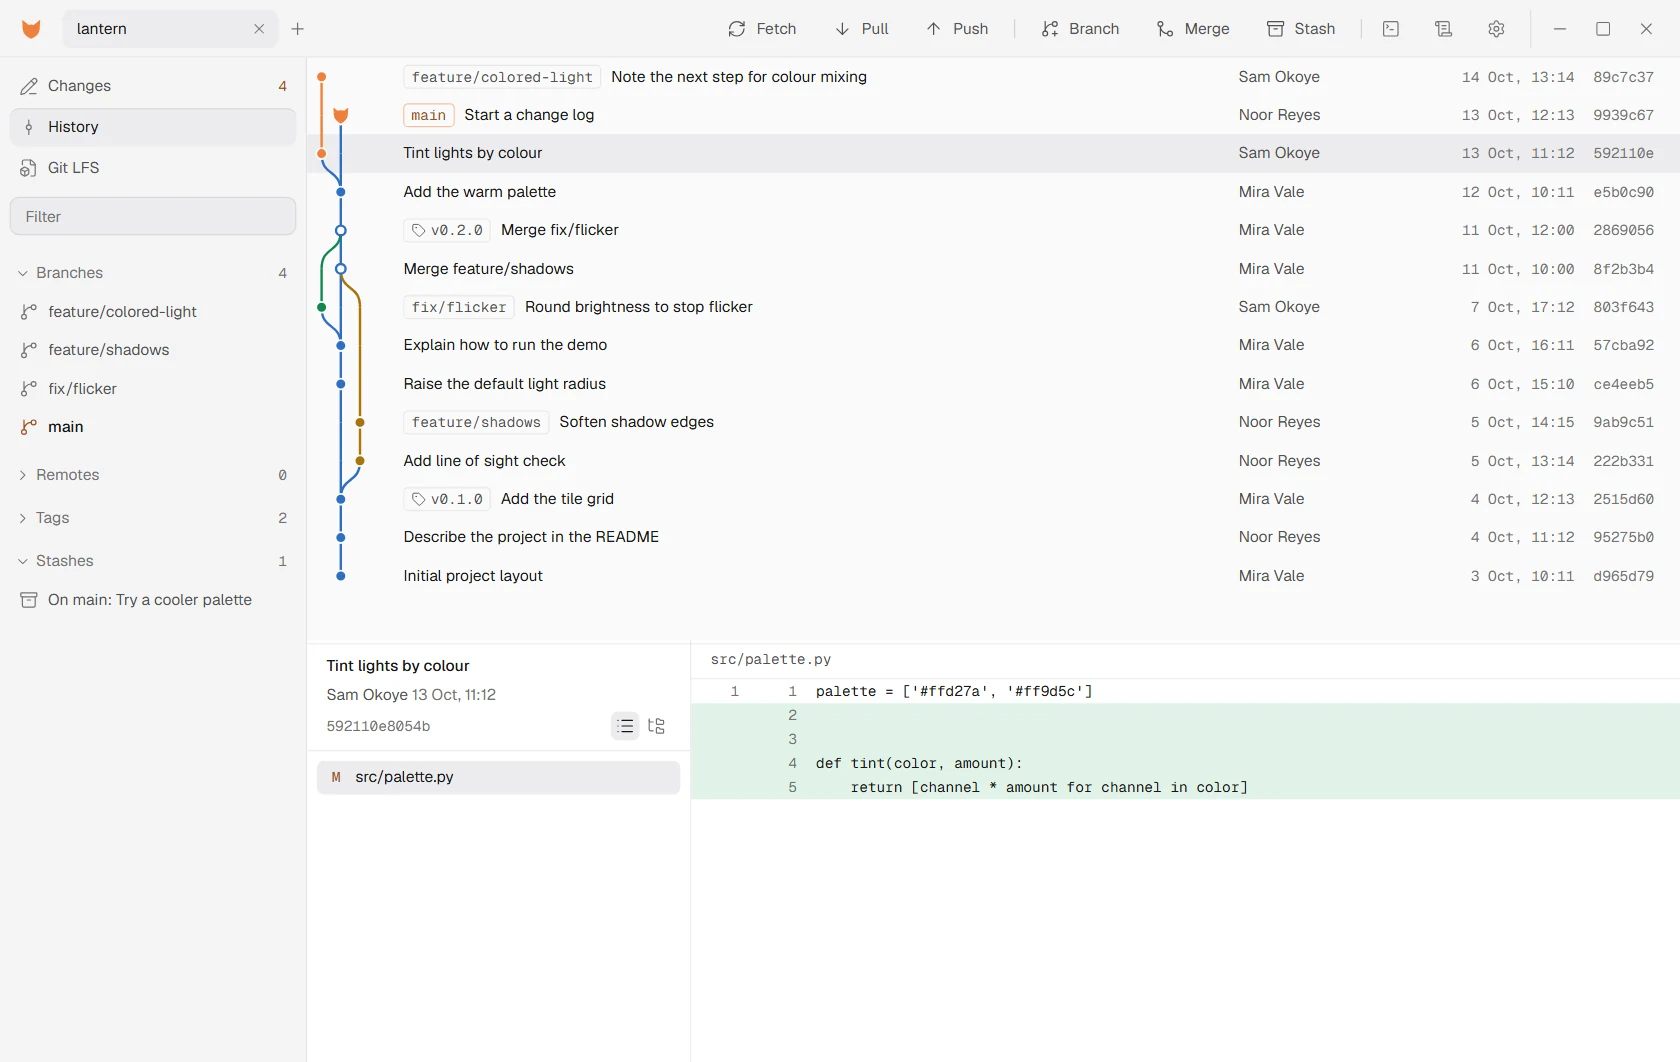 lantern
Fetch Pull Push Branch Merge Stash
Changes 4
History
Git LFS
Filter
Branches 4
feature/colored-light
feature/shadows
fix/flicker
main
Remotes 0
Tags 2
Stashes 1
On main: Try a cooler palette
feature/colored-light Note the next step for colour mixing Sam Okoye 14 Oct, 13:14 89c7c37
main Start a change log Noor Reyes 13 Oct, 12:13 9939c67
Tint lights by colour Sam Okoye 13 Oct, 11:12 592110e
Add the warm palette Mira Vale 12 Oct, 10:11 e5b0c90
v0.2.0 Merge fix/flicker Mira Vale 11 Oct, 12:00 2869056
Merge feature/shadows Mira Vale 11 Oct, 10:00 8f2b3b4
fix/flicker Round brightness to stop flicker Sam Okoye 7 Oct, 17:12 803f643
Explain how to run the demo Mira Vale 6 Oct, 16:11 57cba92
Raise the default light radius Mira Vale 6 Oct, 15:10 ce4eeb5
feature/shadows Soften shadow edges Noor Reyes 5 Oct, 14:15 9ab9c51
Add line of sight check Noor Reyes 5 Oct, 13:14 222b331
v0.1.0 Add the tile grid Mira Vale 4 Oct, 12:13 2515d60
Describe the project in the README Noor Reyes 4 Oct, 11:12 95275b0
Initial project layout Mira Vale 3 Oct, 10:11 d965d79
Tint lights by colour
Sam Okoye 13 Oct, 11:12
592110e8054b
M src/palette.py
src/palette.py
1 1 palette = ['#ffd27a', '#ff9d5c']
2
3
4 def tint(color, amount):
5 return [channel * amount for channel in color]